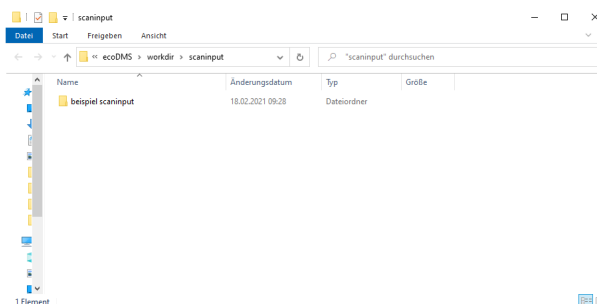 scaninput
Datei Start Freigeben Ansicht
« ecoDMS › workdir › scaninput "scaninput" durchsuchen
Name Änderungsdatum Typ Größe
beispiel scaninput 18.02.2021 09:28 Dateiordner
1 Element